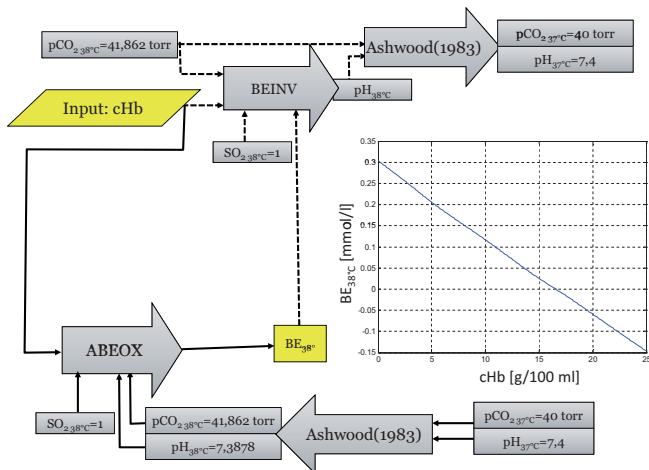 pCO2 38°C=41,862 torr
Ashwood(1983)
pCO2 37°C=40 torr
pH37°C=7,4
BEINV
pH38°C
Input: cHb
SO2 38°C=1
0.35
0.3
0.25
0.2
0.15
0.1
0.05
0
-0.05
-0.1
-0.15
BE38°C [mmol/l]
0
5
10
15
20
25
cHb [g/100 ml]
ABEOX
BE38°
SO2 38°C=1
pCO2 38°C=41,862 torr
pH38°C=7,3878
Ashwood(1983)
pCO2 37°C=40 torr
pH37°C=7,4